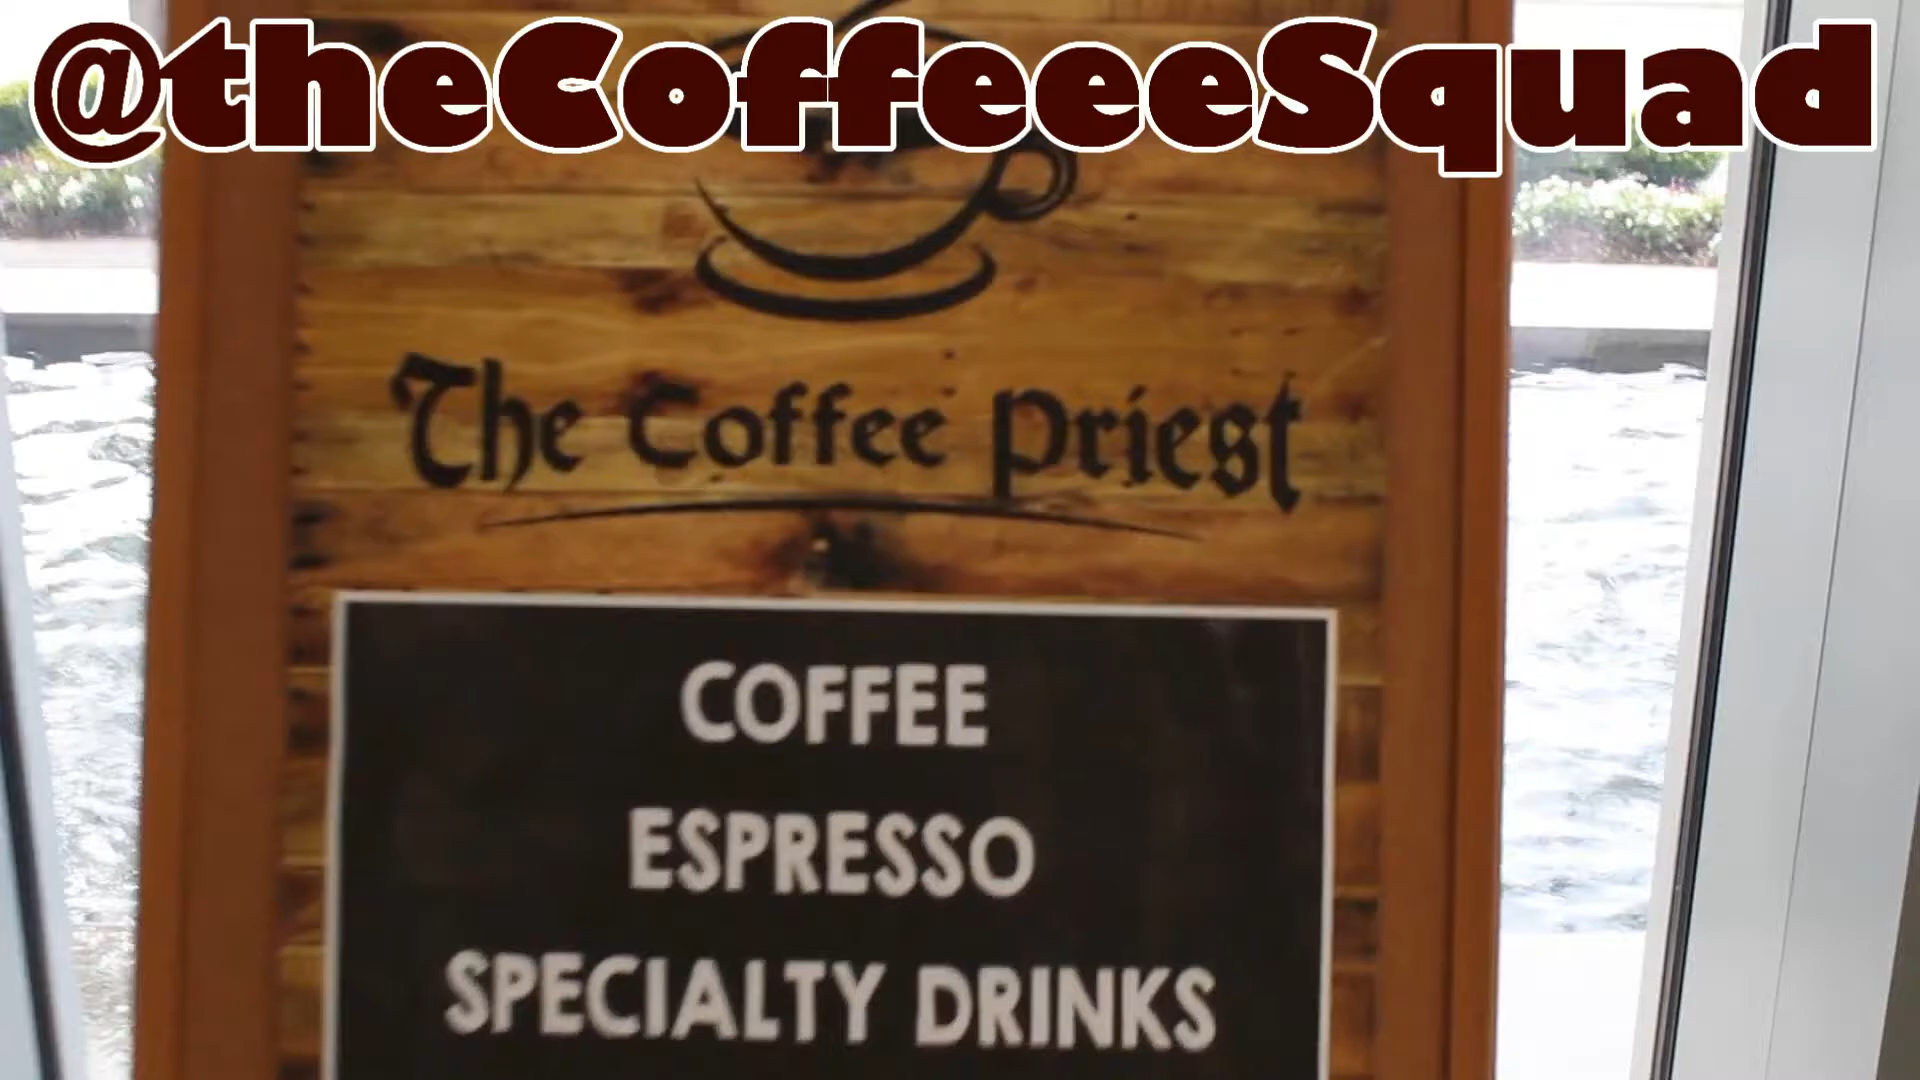 @theCoffeeeSquad
The Coffee Priest
COFFEE
ESPRESSO
SPECIALTY DRINKS